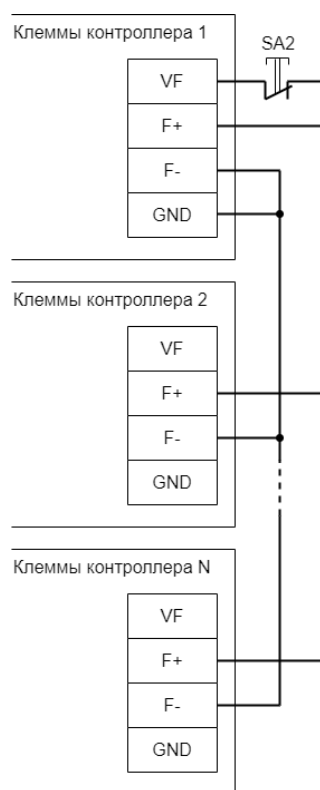 Клеммы контроллера 1
SA2
VF
F+
F-
GND
Клеммы контроллера 2
VF
F+
F-
GND
Клеммы контроллера N
VF
F+
F-
GND